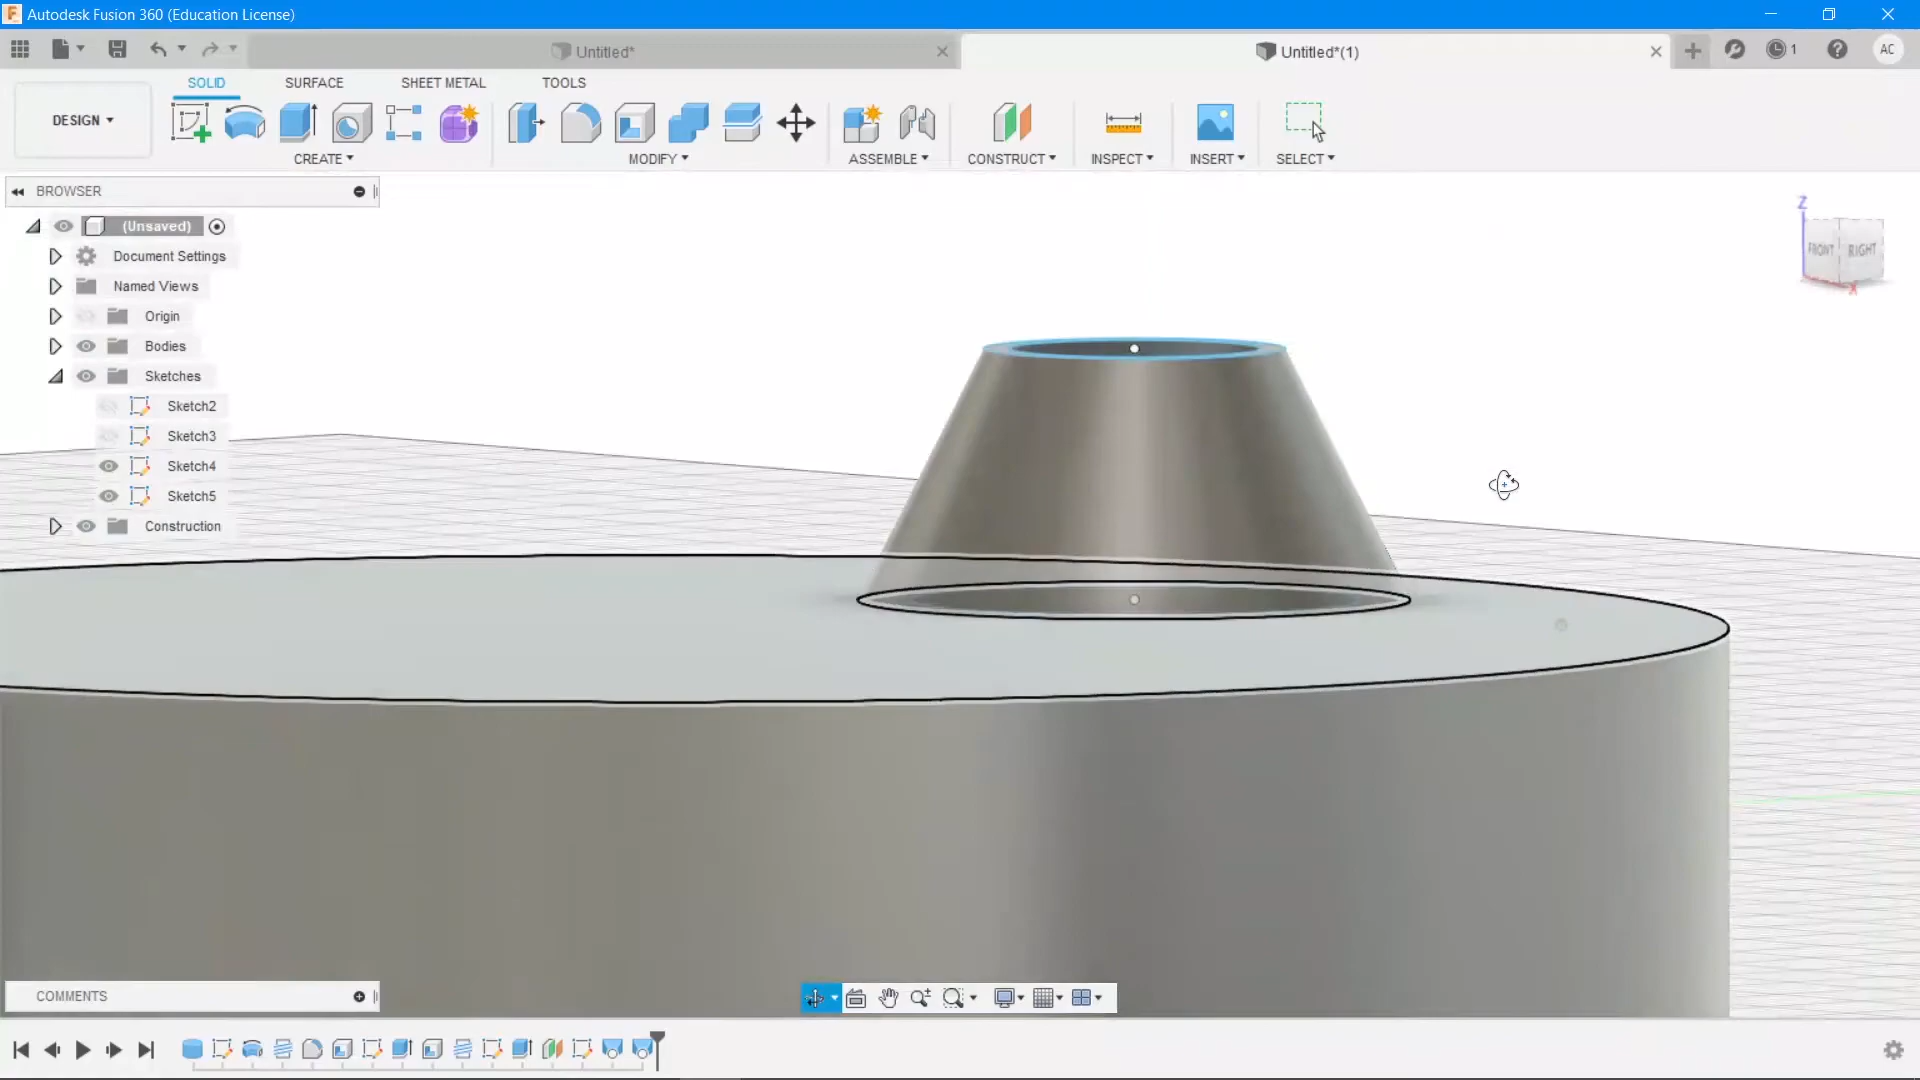 Autodesk Fusion 360 (Education License)
Untitled*
Untitled*(1)
1
AC
SOLID
SURFACE
SHEET METAL
TOOLS
DESIGN
CREATE
MODIFY
ASSEMBLE
CONSTRUCT
INSPECT
INSERT
SELECT
BROWSER
(Unsaved)
Document Settings
Named Views
Origin
Bodies
Sketches
Sketch2
Sketch3
Sketch4
Sketch5
Construction
Z
FRONT
RIGHT
X
COMMENTS